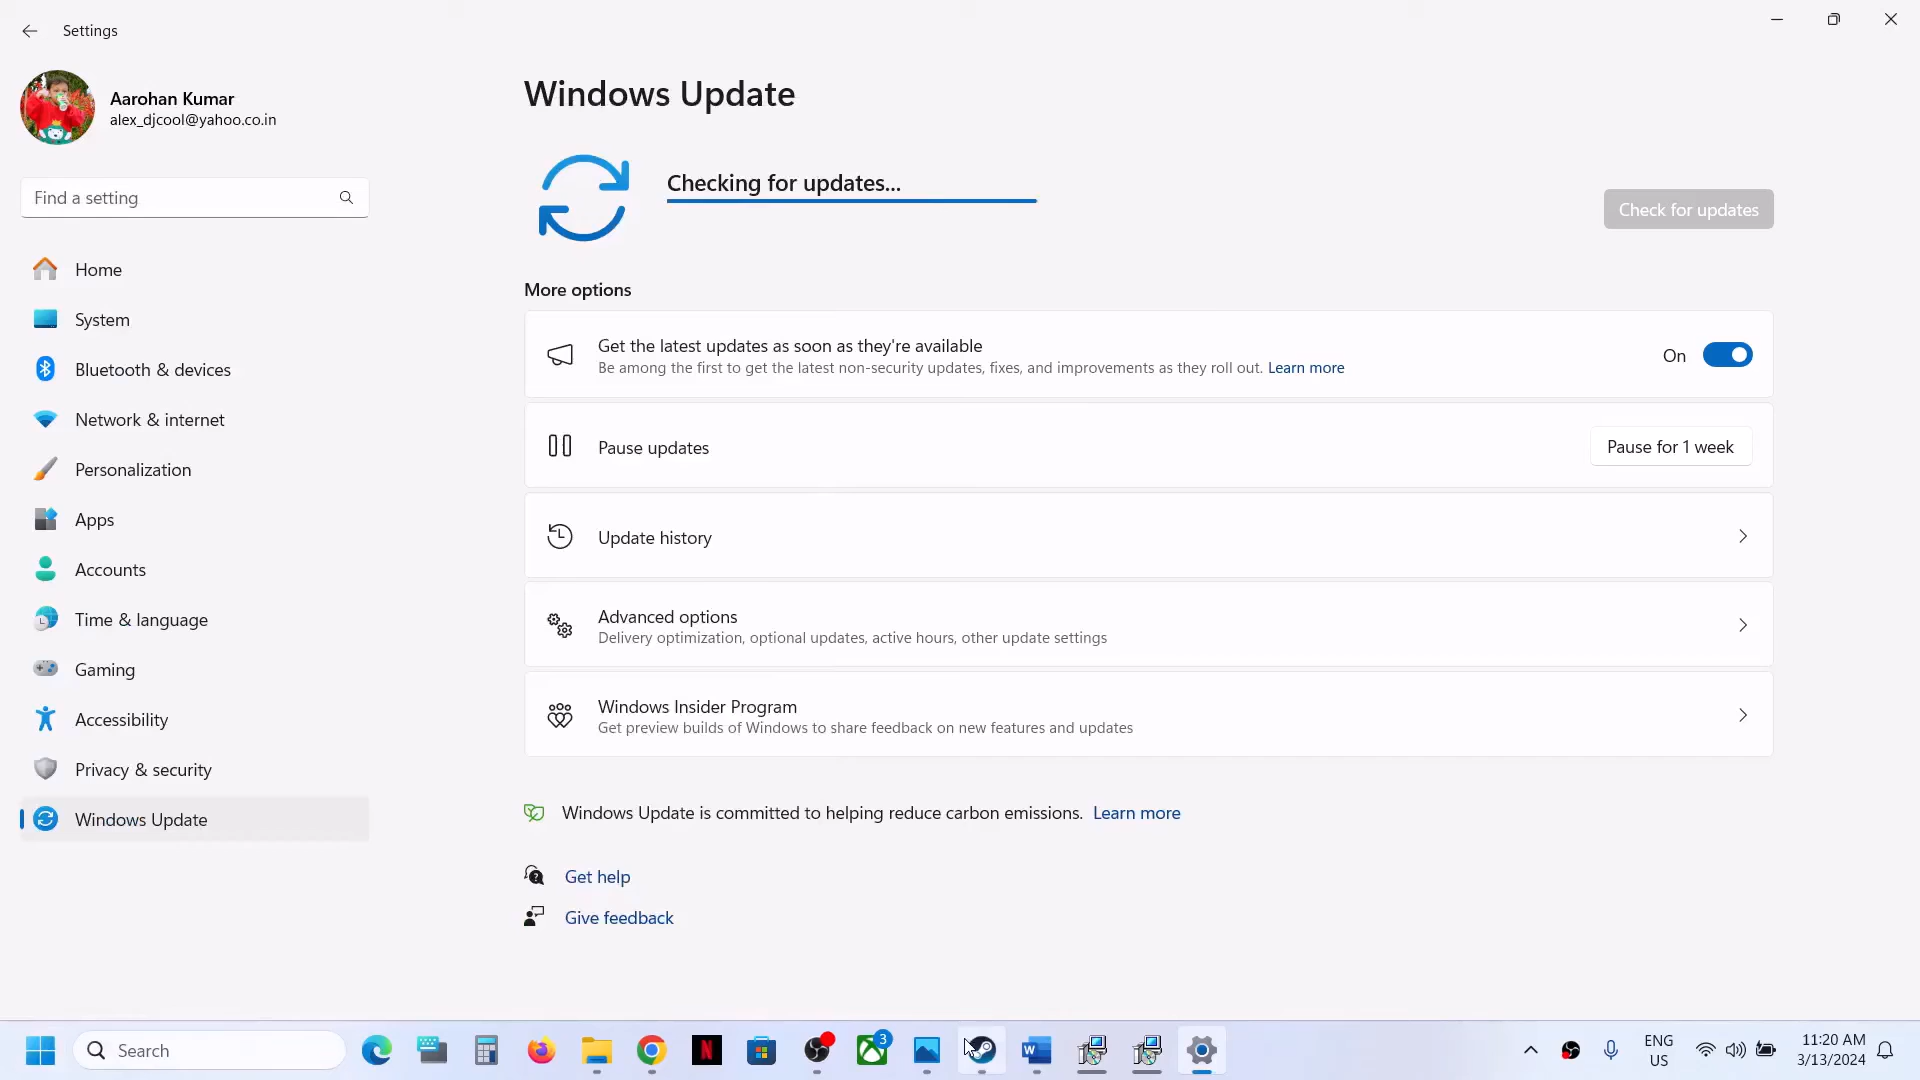 Settings
Aarohan Kumar
alex_djcool@yahoo.co.in
Find a setting
Home
System
Bluetooth & devices
Network & internet
Personalization
Apps
Accounts
Time & language
Gaming
Accessibility
Privacy & security
Windows Update
Windows Update
Checking for updates...
Check for updates
More options
Get the latest updates as soon as they're available
Be among the first to get the latest non-security updates, fixes, and improvements as they roll out. Learn more
On
Pause updates
Pause for 1 week
Update history
Advanced options
Delivery optimization, optional updates, active hours, other update settings
Windows Insider Program
Get preview builds of Windows to share feedback on new features and updates
Windows Update is committed to helping reduce carbon emissions. Learn more
Get help
Give feedback
Search
N
3
W
ENG
US
11:20 AM
3/13/2024